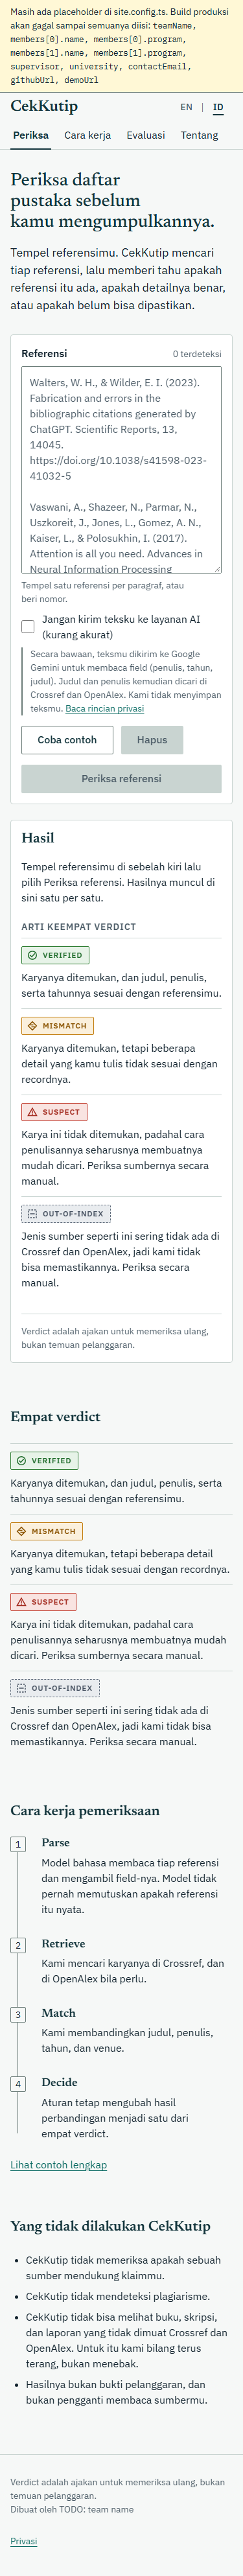 Masih ada placeholder di site.config.ts. Build produksi
akan gagal sampai semuanya diisi: teamName,
members[0].name, members[0].program,
members[1].name, members[1].program,
supervisor, university, contactEmail,
githubUrl, demoUrl
CekKutip
EN | ID
Periksa Cara kerja Evaluasi Tentang
Periksa daftar
pustaka sebelum
kamu mengumpulkannya.
Tempel referensimu. CekKutip mencari
tiap referensi, lalu memberi tahu apakah
referensi itu ada, apakah detailnya benar,
atau apakah belum bisa dipastikan.
Referensi 0 terdeteksi
Walters, W. H., & Wilder, E. I. (2023).
Fabrication and errors in the
bibliographic citations generated by
ChatGPT. Scientific Reports, 13,
14045.
https://doi.org/10.1038/s41598-023-
41032-5
Vaswani, A., Shazeer, N., Parmar, N.,
Uszkoreit, J., Jones, L., Gomez, A. N.,
Kaiser, L., & Polosukhin, I. (2017).
Attention is all you need. Advances in
Neural Information Processing
Tempel satu referensi per paragraf, atau
beri nomor.
Jangan kirim teksku ke layanan AI
(kurang akurat)
Secara bawaan, teksmu dikirim ke Google
Gemini untuk membaca field (penulis, tahun,
judul). Judul dan penulis kemudian dicari di
Crossref dan OpenAlex. Kami tidak menyimpan
teksmu. Baca rincian privasi
Coba contoh Hapus
Periksa referensi
Hasil
Tempel referensimu di sebelah kiri lalu
pilih Periksa referensi. Hasilnya muncul di
sini satu per satu.
ARTI KEEMPAT VERDICT
VERIFIED
Karyanya ditemukan, dan judul, penulis,
serta tahunnya sesuai dengan referensimu.
MISMATCH
Karyanya ditemukan, tetapi beberapa
detail yang kamu tulis tidak sesuai dengan
recordnya.
SUSPECT
Karya ini tidak ditemukan, padahal cara
penulisannya seharusnya membuatnya
mudah dicari. Periksa sumbernya secara
manual.
OUT-OF-INDEX
Jenis sumber seperti ini sering tidak ada di
Crossref dan OpenAlex, jadi kami tidak
bisa memastikannya. Periksa secara
manual.
Verdict adalah ajakan untuk memeriksa ulang,
bukan temuan pelanggaran.
Empat verdict
VERIFIED
Karyanya ditemukan, dan judul, penulis, serta
tahunnya sesuai dengan referensimu.
MISMATCH
Karyanya ditemukan, tetapi beberapa detail
yang kamu tulis tidak sesuai dengan recordnya.
SUSPECT
Karya ini tidak ditemukan, padahal cara
penulisannya seharusnya membuatnya mudah
dicari. Periksa sumbernya secara manual.
OUT-OF-INDEX
Jenis sumber seperti ini sering tidak ada di
Crossref dan OpenAlex, jadi kami tidak bisa
memastikannya. Periksa secara manual.
Cara kerja pemeriksaan
1 Parse
Model bahasa membaca tiap referensi
dan mengambil field-nya. Model tidak
pernah memutuskan apakah referensi
itu nyata.
2 Retrieve
Kami mencari karyanya di Crossref, dan
di OpenAlex bila perlu.
3 Match
Kami membandingkan judul, penulis,
tahun, dan venue.
4 Decide
Aturan tetap mengubah hasil
perbandingan menjadi satu dari
empat verdict.
Lihat contoh lengkap
Yang tidak dilakukan CekKutip
• CekKutip tidak memeriksa apakah sebuah
sumber mendukung klaimmu.
• CekKutip tidak mendeteksi plagiarisme.
• CekKutip tidak bisa melihat buku, skripsi,
dan laporan yang tidak dimuat Crossref dan
OpenAlex. Untuk itu kami bilang terus
terang, bukan menebak.
• Hasilnya bukan bukti pelanggaran, dan
bukan pengganti membaca sumbermu.
Verdict adalah ajakan untuk memeriksa ulang, bukan
temuan pelanggaran.
Dibuat oleh TODO: team name
Privasi